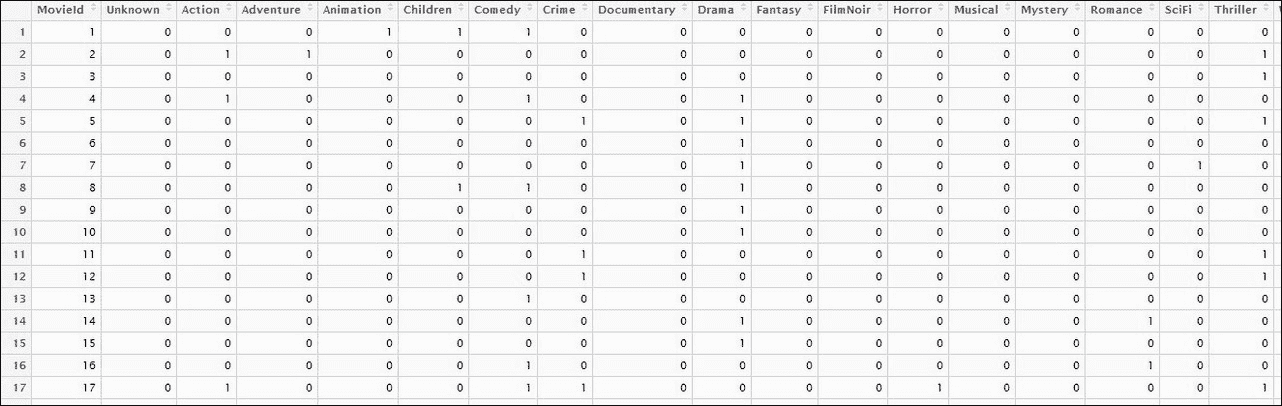 MovieId Unknown Action Adventure Animation Children Comedy Crime Documentary Drama Fantasy FilmNoir Horror Musical Mystery Romance SciFi Thriller
1 1 0 0 0 1 1 1 0 0 0 0 0 0 0 0 0 0 0
2 2 0 1 1 0 0 0 0 0 0 0 0 0 0 0 0 0 1
3 3 0 0 0 0 0 0 0 0 0 0 0 0 0 0 0 0 1
4 4 0 1 0 0 0 1 0 0 1 0 0 0 0 0 0 0 0
5 5 0 0 0 0 0 0 1 0 1 0 0 0 0 0 0 0 1
6 6 0 0 0 0 0 0 0 0 1 0 0 0 0 0 0 0 0
7 7 0 0 0 0 0 0 0 0 1 0 0 0 0 0 0 1 0
8 8 0 0 0 0 1 1 0 0 1 0 0 0 0 0 0 0 0
9 9 0 0 0 0 0 0 0 0 1 0 0 0 0 0 0 0 0
10 10 0 0 0 0 0 0 0 0 1 0 0 0 0 0 0 0 0
11 11 0 0 0 0 0 0 1 0 0 0 0 0 0 0 0 0 1
12 12 0 0 0 0 0 0 1 0 0 0 0 0 0 0 0 0 1
13 13 0 0 0 0 0 1 0 0 0 0 0 0 0 0 0 0 0
14 14 0 0 0 0 0 0 0 0 1 0 0 0 0 0 1 0 0
15 15 0 0 0 0 0 0 0 0 1 0 0 0 0 0 0 0 0
16 16 0 0 0 0 0 1 0 0 0 0 0 0 0 0 1 0 0
17 17 0 1 0 0 0 1 1 0 0 0 0 1 0 0 0 0 1